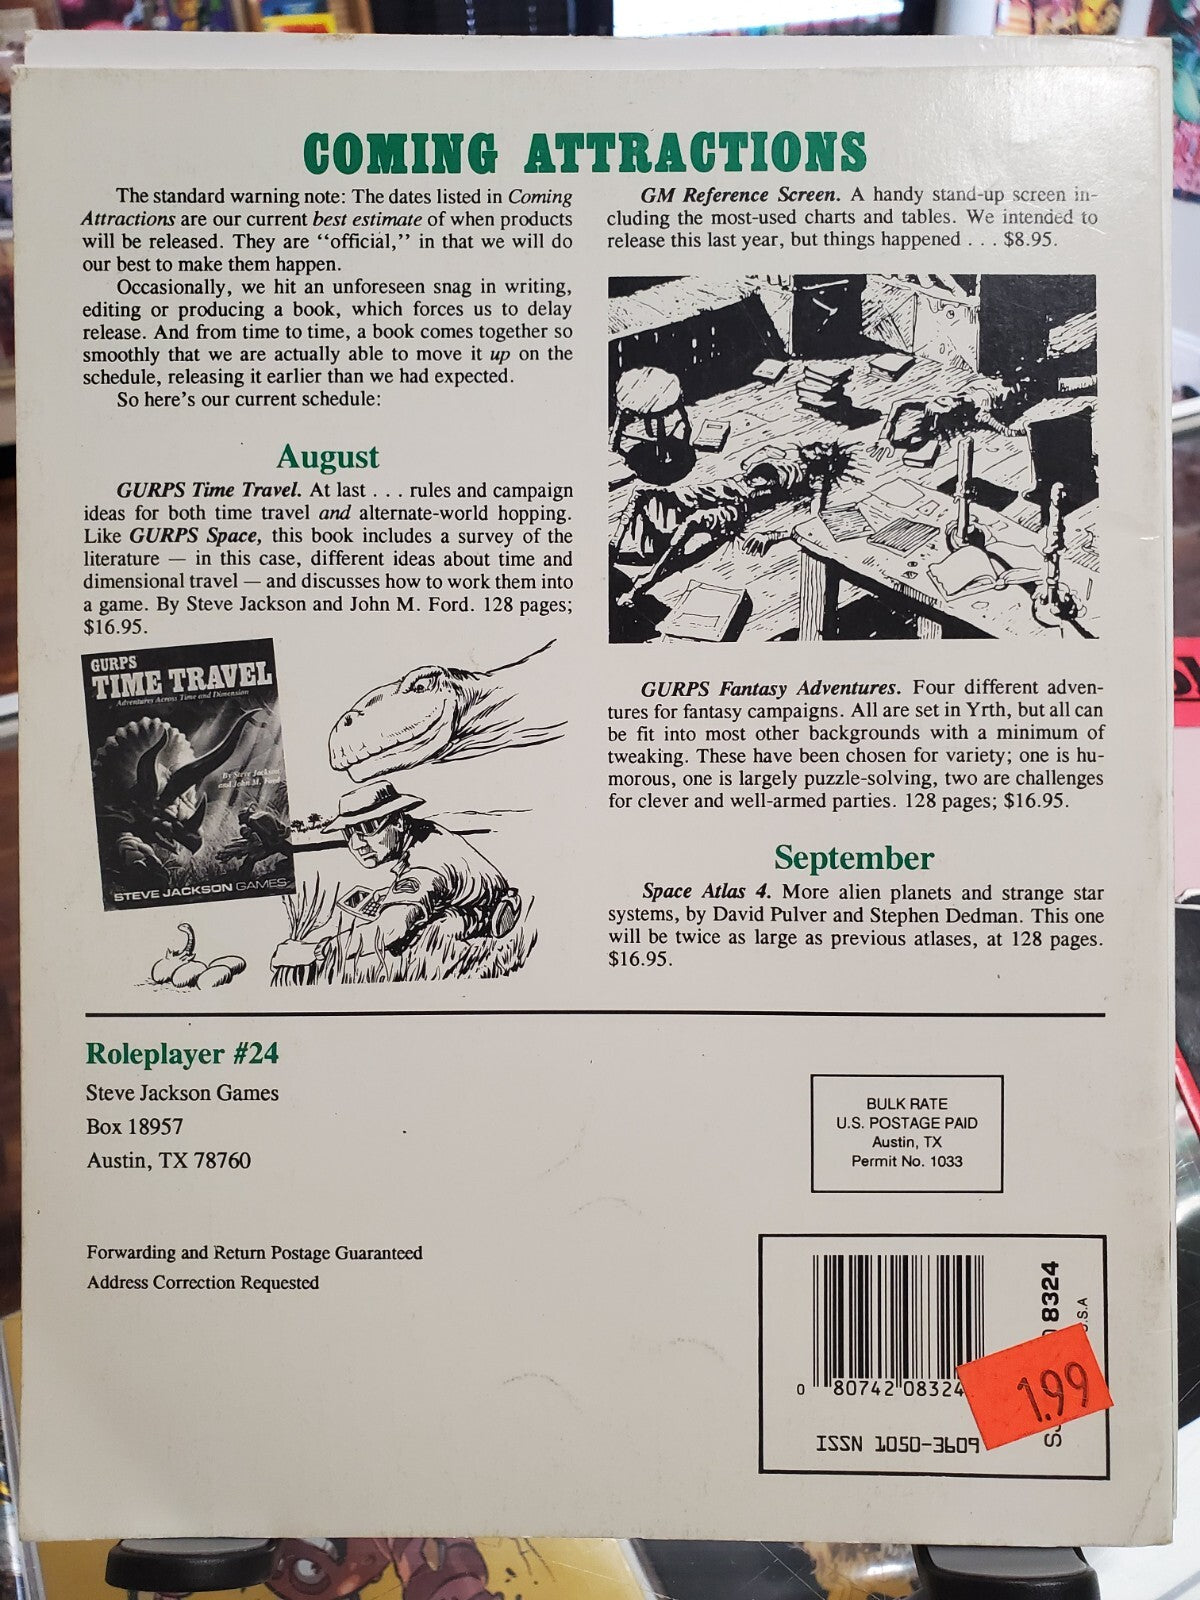 COMING ATTRACTIONS
The standard warning note: The dates listed in Coming
Attractions are our current best estimate of when products
will be released. They are “official,” in that we will do
our best to make them happen.
Occasionally, we hit an unforeseen snag in writing,
editing or producing a book, which forces us to delay
release. And from time to time, a book comes together so
smoothly that we are actually able to move it up on the
schedule, releasing it earlier than we had expected.
So here’s our current schedule:
August
GURPS Time Travel. At last . . . rules and campaign
ideas for both time travel and alternate-world hopping.
Like GURPS Space, this book includes a survey of the
literature — in this case, different ideas about time and
dimensional travel — and discusses how to work them into
a game. By Steve Jackson and John M. Ford. 128 pages;
$16.95.
GURPS
TIME TRAVEL
Adventures Across Time and Dimension
By Steve Jackson
and John M. Ford
STEVE JACKSON GAMES
GM Reference Screen. A handy stand-up screen in-
cluding the most-used charts and tables. We intended to
release this last year, but things happened . . . $8.95.
GURPS Fantasy Adventures. Four different adven-
tures for fantasy campaigns. All are set in Yrth, but all can
be fit into most other backgrounds with a minimum of
tweaking. These have been chosen for variety; one is hu-
morous, one is largely puzzle-solving, two are challenges
for clever and well-armed parties. 128 pages; $16.95.
September
Space Atlas 4. More alien planets and strange star
systems, by David Pulver and Stephen Dedman. This one
will be twice as large as previous atlases, at 128 pages.
$16.95.
Roleplayer #24
Steve Jackson Games
Box 18957
Austin, TX 78760
Forwarding and Return Postage Guaranteed
Address Correction Requested
BULK RATE
U.S. POSTAGE PAID
Austin, TX
Permit No. 1033
0 80742 08324
ISSN 1050-3609
8324
1.99